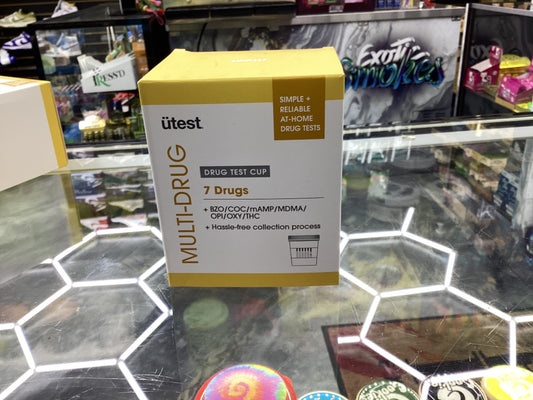 KRESS'D
EXOTIC
Smokes
SIMPLE +
RELIABLE
AT-HOME
DRUG TESTS
ütest
MULTI-DRUG
DRUG TEST CUP
7 Drugs
+ BZO/COC/mAMP/MDMA/
OPI/OXY/THC
+ Hassle-free collection process